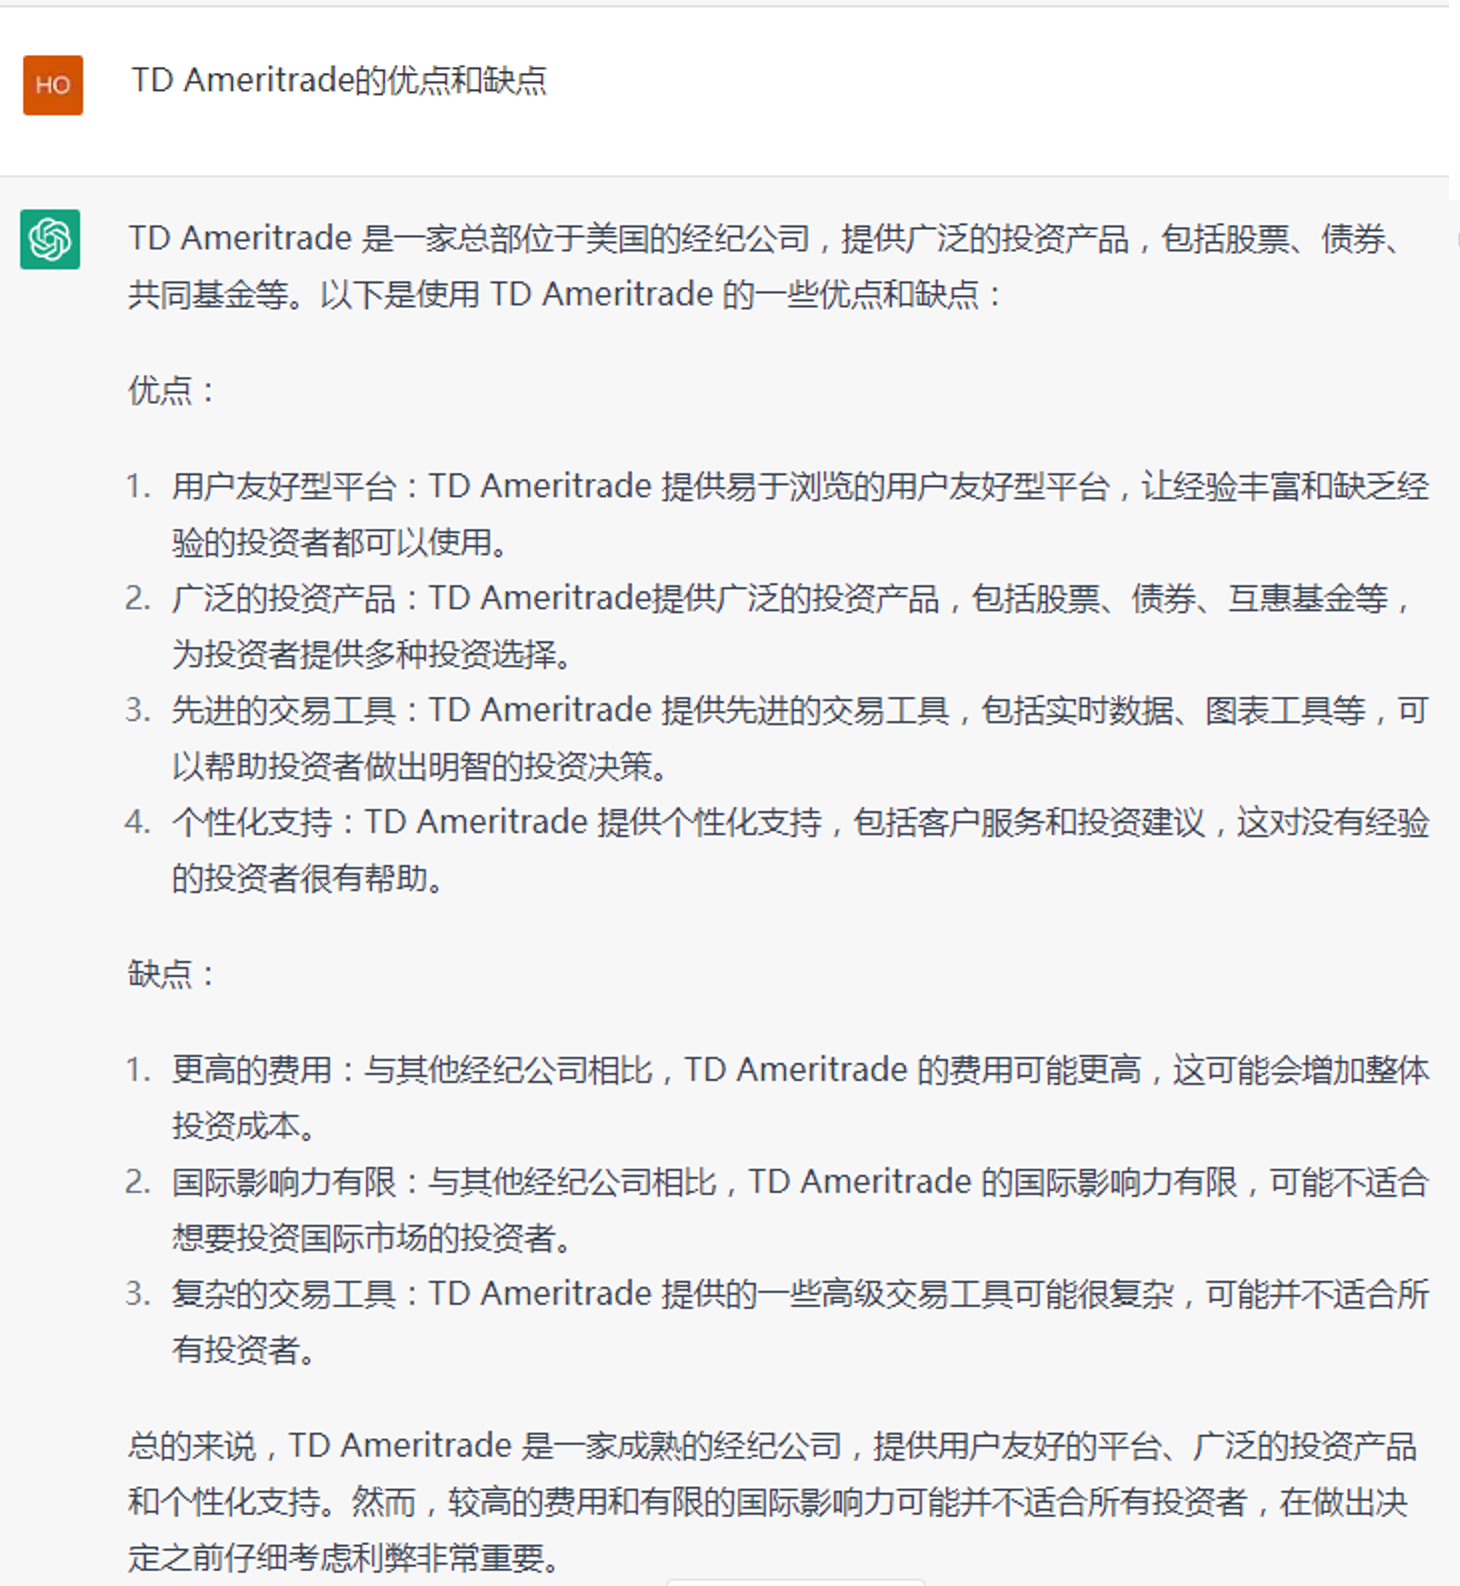 HO
TD Ameritrade的优点和缺点
TD Ameritrade 是一家总部位于美国的经纪公司，提供广泛的投资产品，包括股票、债券、
共同基金等。以下是使用 TD Ameritrade 的一些优点和缺点：
优点：
1. 用户友好型平台：TD Ameritrade 提供易于浏览的用户友好型平台，让经验丰富和缺乏经
验的投资者都可以使用。
2. 广泛的投资产品：TD Ameritrade提供广泛的投资产品，包括股票、债券、互惠基金等，
为投资者提供多种投资选择。
3. 先进的交易工具：TD Ameritrade 提供先进的交易工具，包括实时数据、图表工具等，可
以帮助投资者做出明智的投资决策。
4. 个性化支持：TD Ameritrade 提供个性化支持，包括客户服务和投资建议，这对没有经验
的投资者很有帮助。
缺点：
1. 更高的费用：与其他经纪公司相比，TD Ameritrade 的费用可能更高，这可能会增加整体
投资成本。
2. 国际影响力有限：与其他经纪公司相比，TD Ameritrade 的国际影响力有限，可能不适合
想要投资国际市场的投资者。
3. 复杂的交易工具：TD Ameritrade 提供的一些高级交易工具可能很复杂，可能并不适合所
有投资者。
总的来说，TD Ameritrade 是一家成熟的经纪公司，提供用户友好的平台、广泛的投资产品
和个性化支持。然而，较高的费用和有限的国际影响力可能并不适合所有投资者，在做出决
定之前仔细考虑利弊非常重要。